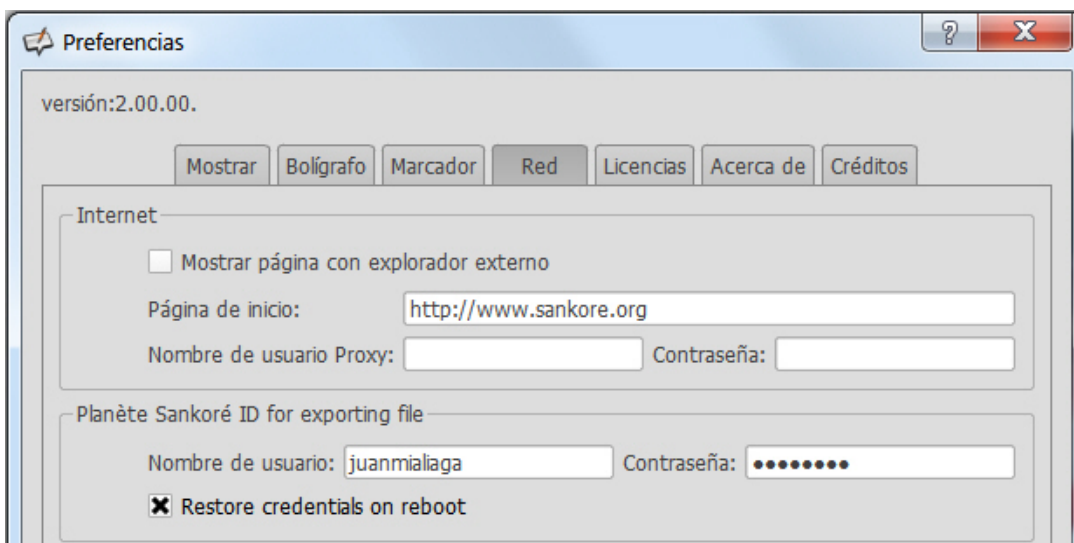 Preferencias
versión:2.00.00.
Mostrar Bolígrafo Marcador Red Licencias Acerca de Créditos
Internet
Mostrar página con explorador externo
Página de inicio: http://www.sankore.org
Nombre de usuario Proxy: Contraseña:
Planète Sankoré ID for exporting file
Nombre de usuario: juanmialiaga Contraseña: ●●●●●●●●
Restore credentials on reboot